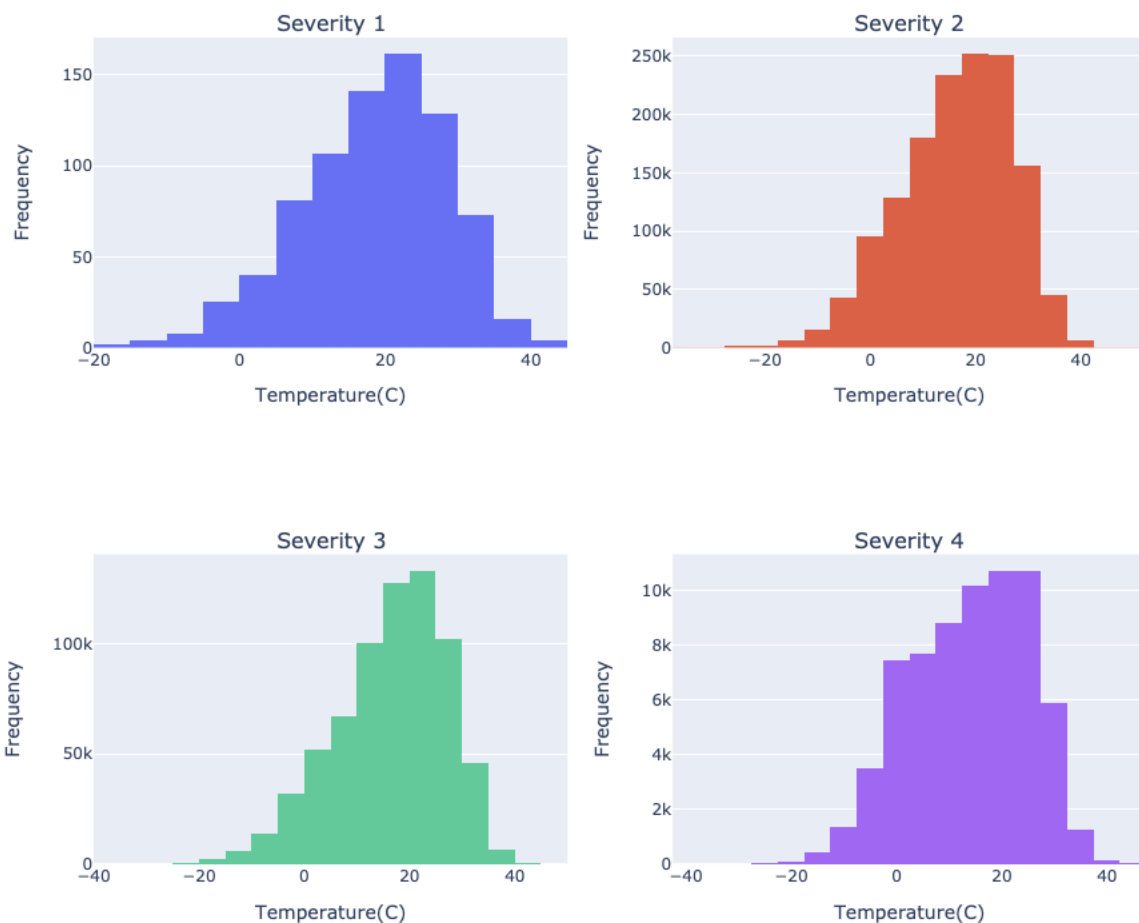 Severity 1
Severity 2
150
100
50
0
Frequency
−20
0
20
40
Temperature(C)
250k
200k
150k
100k
50k
0
Frequency
−20
0
20
40
Temperature(C)
Severity 3
Severity 4
100k
50k
0
Frequency
−40
−20
0
20
40
Temperature(C)
10k
8k
6k
4k
2k
0
Frequency
−40
−20
0
20
40
Temperature(C)